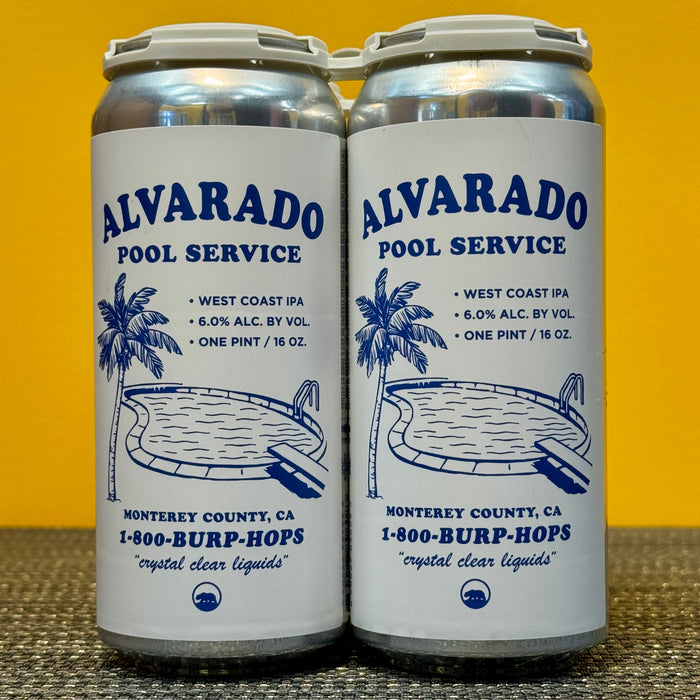 ALVARADO
POOL SERVICE
• WEST COAST IPA
• 6.0% ALC. BY VOL.
• ONE PINT / 16 OZ.
MONTEREY COUNTY, CA
1-800-BURP-HOPS
"crystal clear liquids"
ALVARADO
POOL SERVICE
• WEST COAST IPA
• 6.0% ALC. BY VOL.
• ONE PINT / 16 OZ.
MONTEREY COUNTY, CA
1-800-BURP-HOPS
"crystal clear liquids"